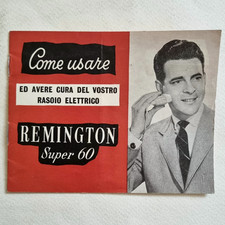 Come usare
ED AVERE CURA DEL VOSTRO
RASOIO ELETTRICO
REMINGTON
Super 60